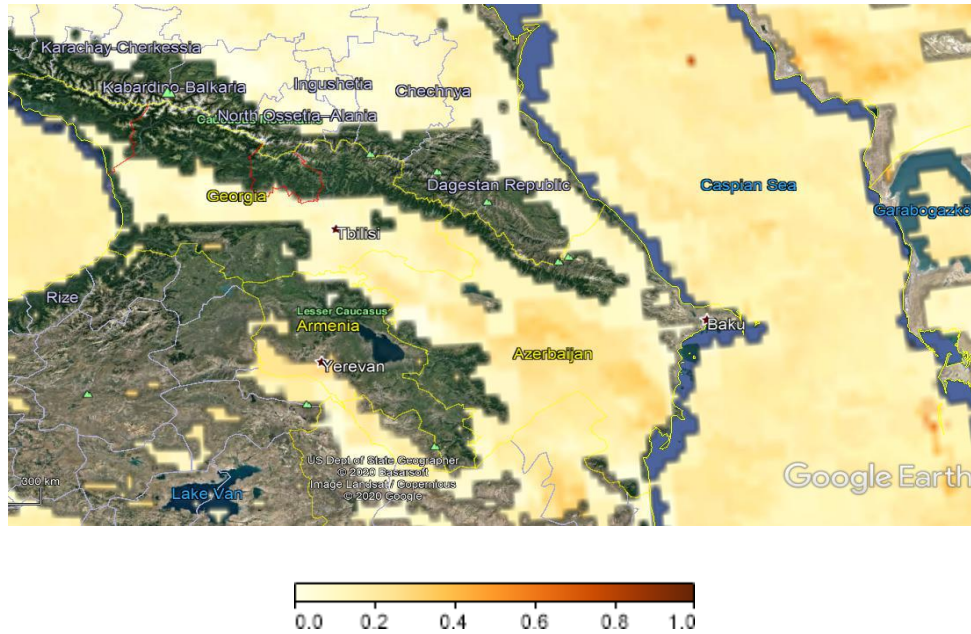 Karachay-Cherkessia
Kabardino-Balkaria
Ingushetia
Chechnya
North Ossetia-Alania
Dagestan Republic
Georgia
Caspian Sea
Tbilisi
Rize
Lesser Caucasus
Armenia
Baku
Azerbaijan
Yerevan
US Dept of State Geographer
© 2020 Basarsoft
Image Landsat / Copernicus
© 2020 Google
Google Earth
300 km
Lake Van
0.0 0.2 0.4 0.6 0.8 1.0